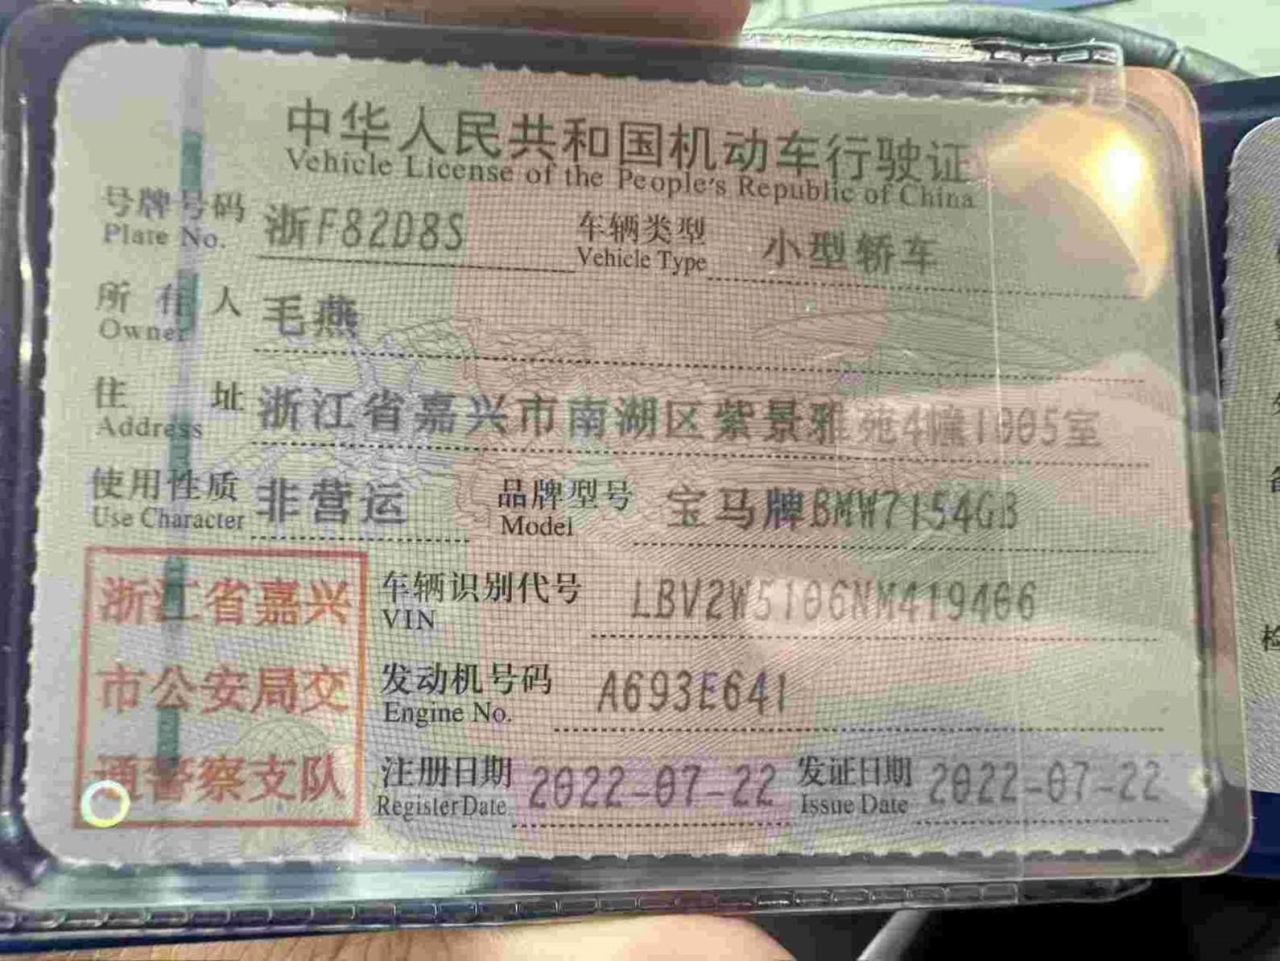 中华人民共和国机动车行驶证
Vehicle License of the People's Republic of China
号牌号码 浙F82D8S 车辆类型 小型轿车
Plate No. Vehicle Type
所有人 毛燕
Owner
住址 浙江省嘉兴市南湖区紫景雅苑4幢1005室
Address
使用性质 非营运 品牌型号 宝马牌BMW7154GB
Use Character Model
浙江省嘉兴
市公安局交
通警察支队
车辆识别代号 LBV2W5106NM419406
VIN
发动机号码 A693E641
Engine No.
注册日期 2022-07-22 发证日期 2022-07-22
Register Date Issue Date